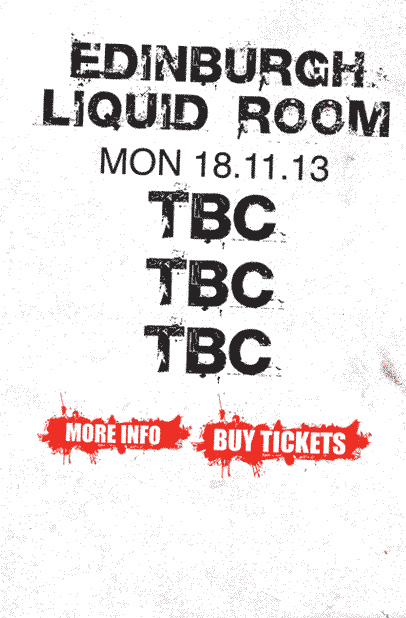 EDINBURGH
LIQUID ROOM
MON 18.11.13
TBC
TBC
TBC
MORE INFO
BUY TICKETS